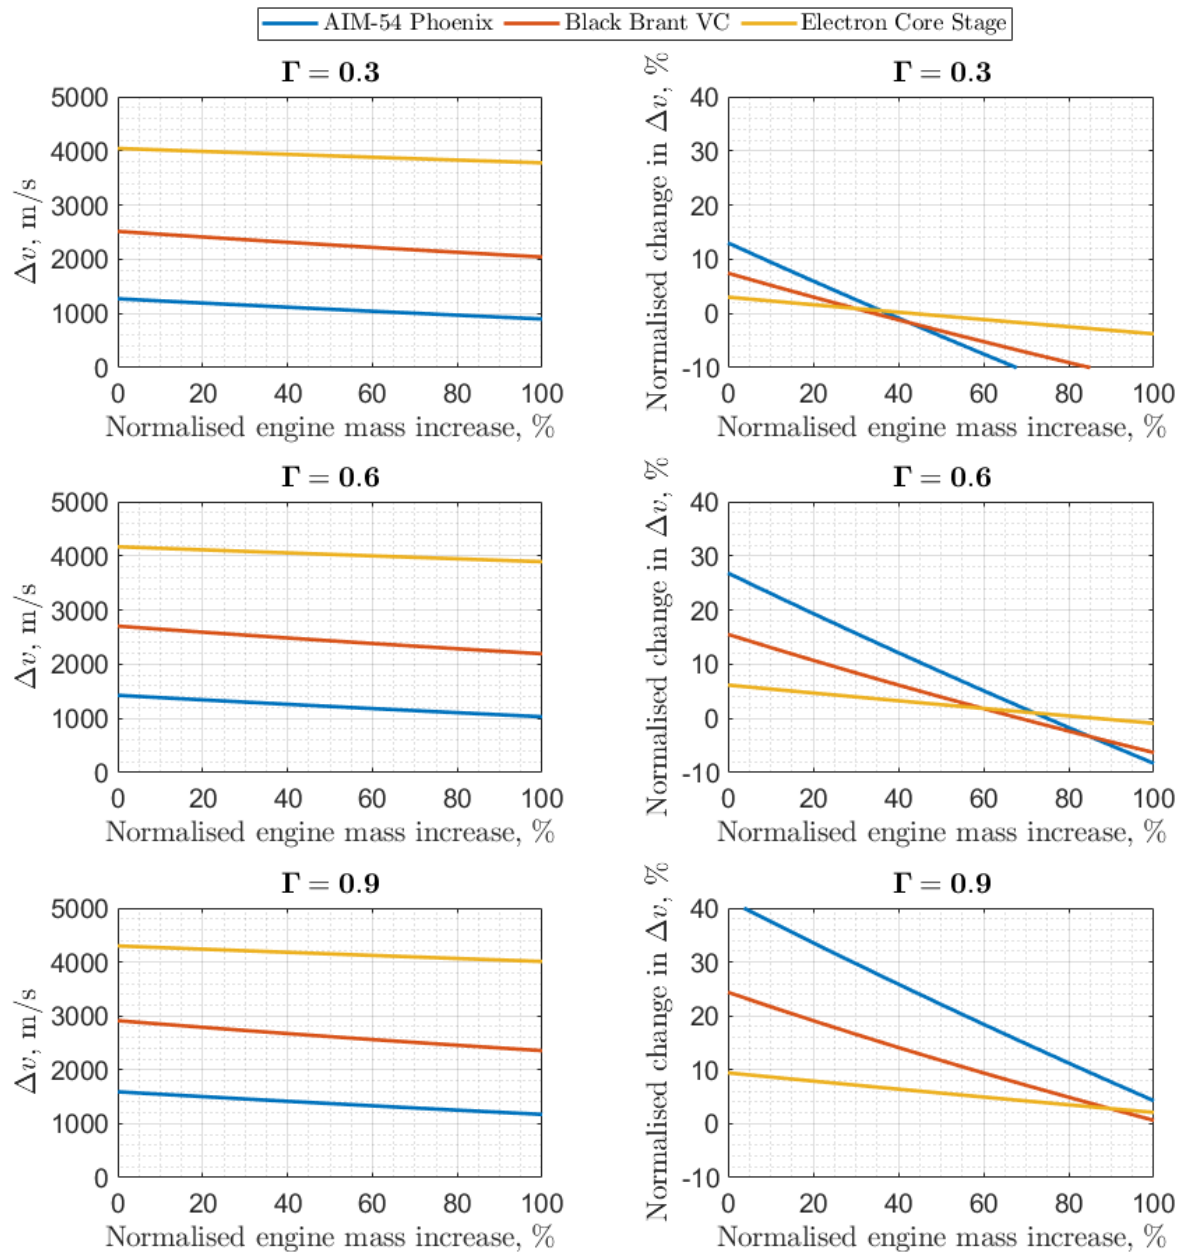 AIM-54 Phoenix Black Brant VC Electron Core Stage
Γ = 0.3
Δv, m/s
5000
4000
3000
2000
1000
0
0 20 40 60 80 100
Normalised engine mass increase, %
Γ = 0.3
Normalised change in Δv, %
40
30
20
10
0
-10
0 20 40 60 80 100
Normalised engine mass increase, %
Γ = 0.6
Δv, m/s
5000
4000
3000
2000
1000
0
0 20 40 60 80 100
Normalised engine mass increase, %
Γ = 0.6
Normalised change in Δv, %
40
30
20
10
0
-10
0 20 40 60 80 100
Normalised engine mass increase, %
Γ = 0.9
Δv, m/s
5000
4000
3000
2000
1000
0
0 20 40 60 80 100
Normalised engine mass increase, %
Γ = 0.9
Normalised change in Δv, %
40
30
20
10
0
-10
0 20 40 60 80 100
Normalised engine mass increase, %